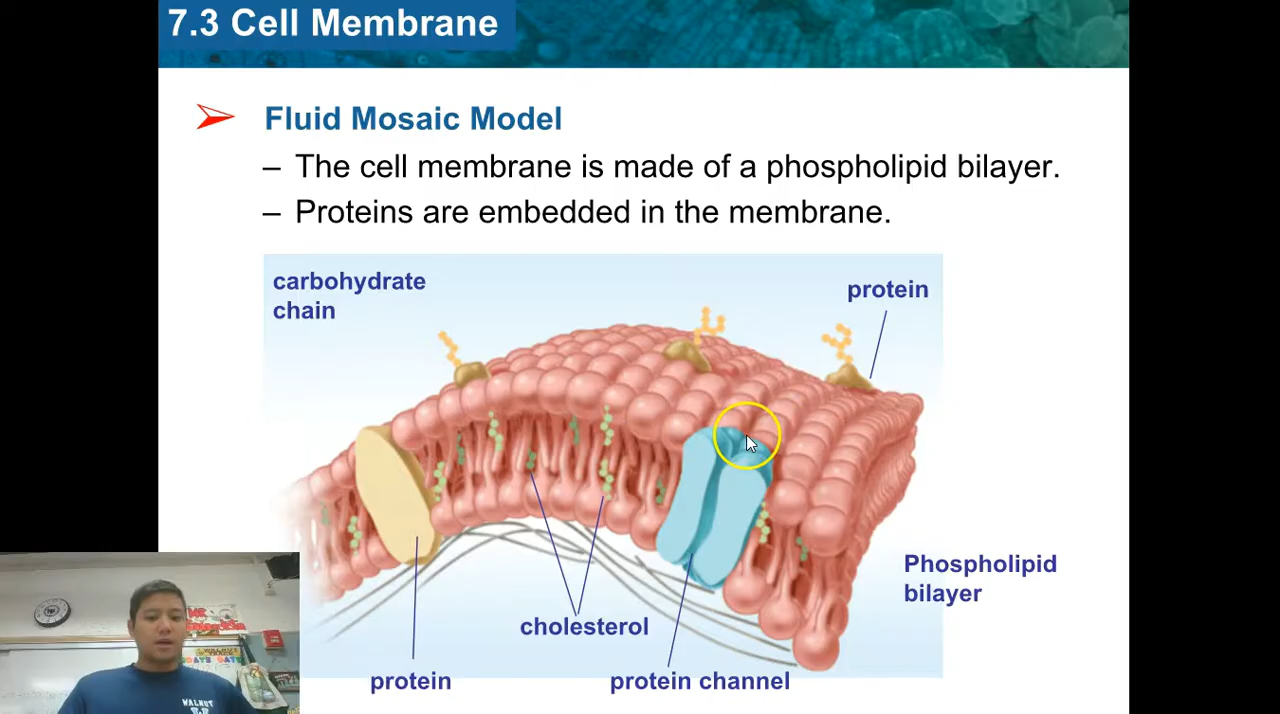 7.3 Cell Membrane
Fluid Mosaic Model
– The cell membrane is made of a phospholipid bilayer.
– Proteins are embedded in the membrane.
carbohydrate
chain
protein
Phospholipid
bilayer
cholesterol
protein
protein channel
WALNUT